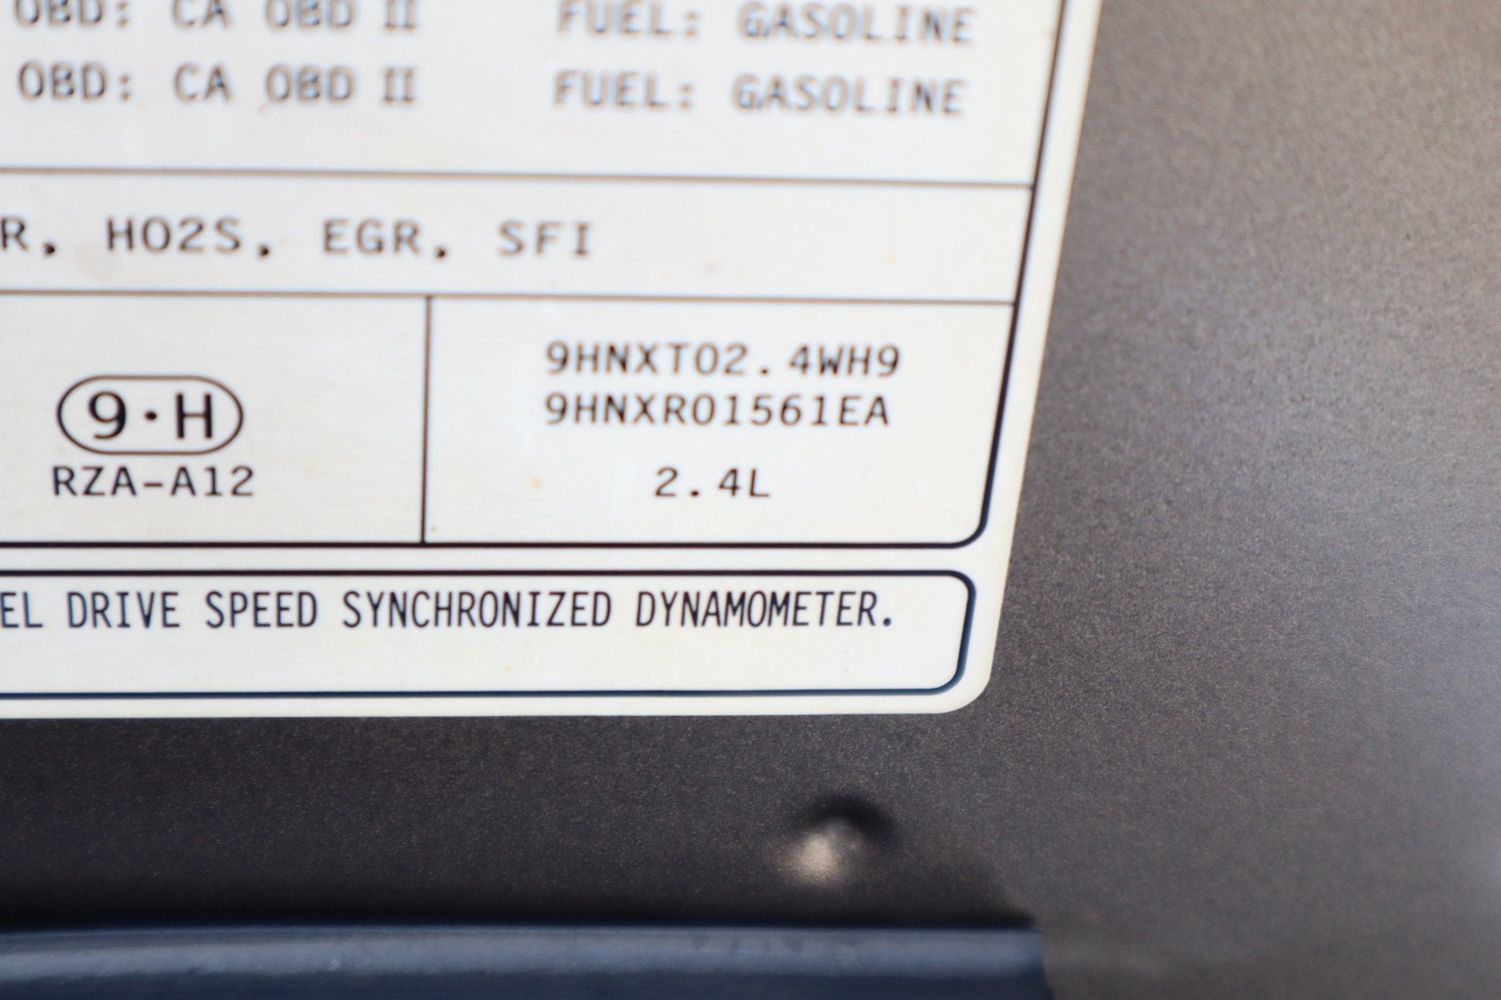 OBD: CA OBD II FUEL: GASOLINE
OBD: CA OBD II FUEL: GASOLINE
R, HO2S, EGR, SFI
9HNXT02.4WH9
9·H
9HNXR01561EA
RZA-A12
2.4L
EL DRIVE SPEED SYNCHRONIZED DYNAMOMETER.